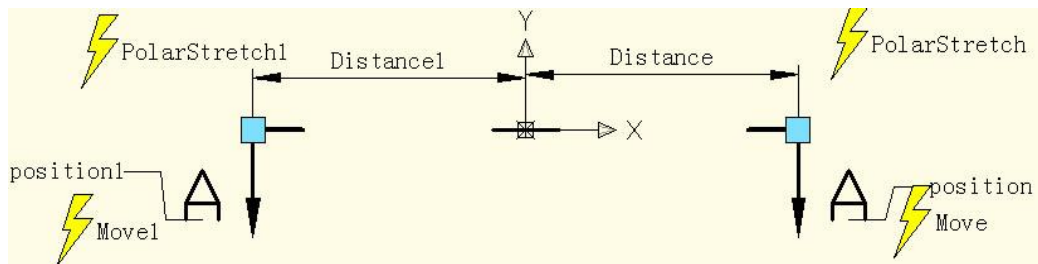 Y
PolarStretch1
Distance1
Distance
PolarStretch
X
position1
A
A
position
Move1
Move